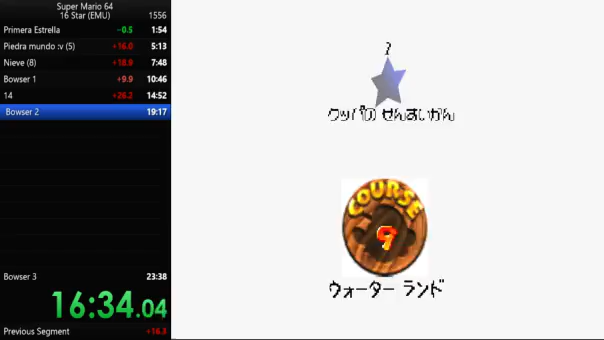 Super Mario 64
16 Star (EMU) 1556
Primera Estrella -0.5 1:54
Piedra mundo :v (5) +16.0 5:13
Nieve (8) +18.9 7:48
Bowser 1 +9.9 10:46
14 +26.2 14:52
Bowser 2 19:17
Bowser 3 23:38
16:34.04
Previous Segment +16.3
?
クッパの せんすいかん
COURSE
9
ウォーター ランド